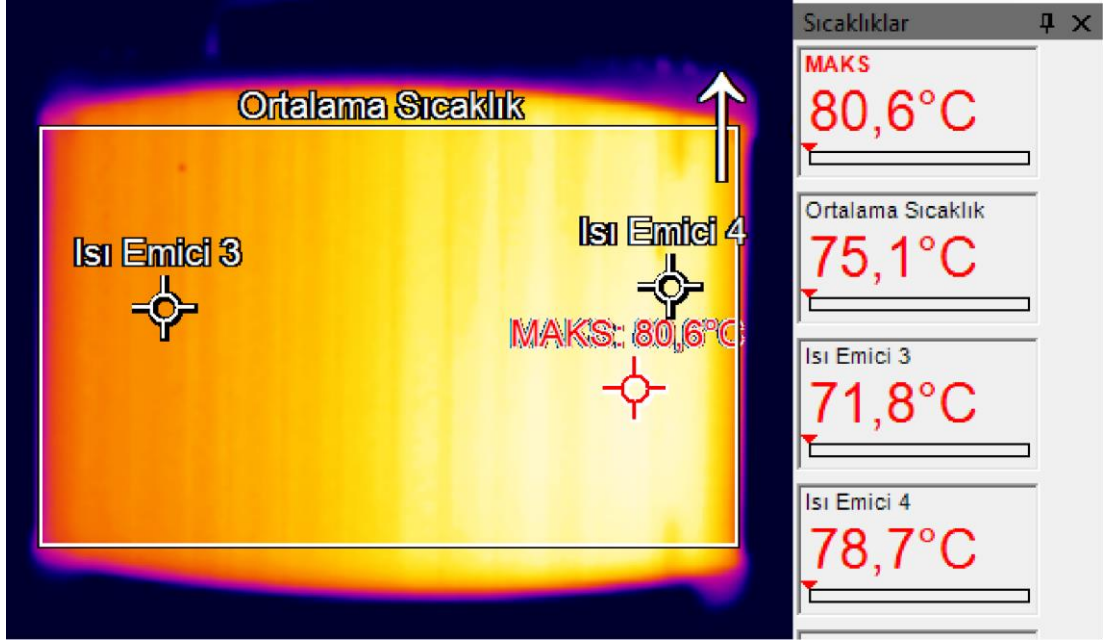 Ortalama Sıcaklık
Isı Emici 3
Isı Emici 4
MAKS: 80,6°C
Sıcaklıklar
MAKS
80,6°C
Ortalama Sıcaklık
75,1°C
Isı Emici 3
71,8°C
Isı Emici 4
78,7°C